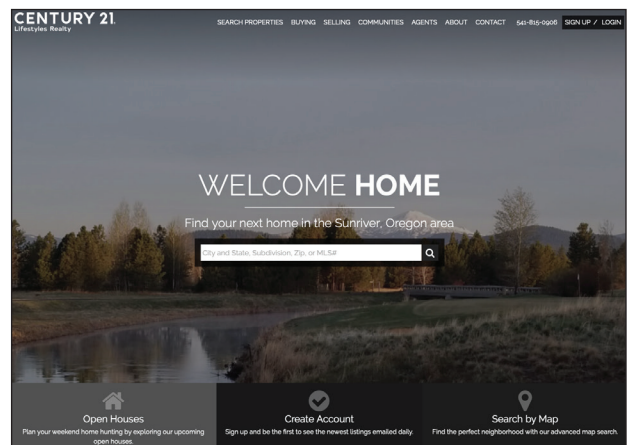 CENTURY 21.
Lifestyles Realty
SEARCH PROPERTIES BUYING SELLING COMMUNITIES AGENTS ABOUT CONTACT 541-815-0906 SIGN UP / LOGIN
WELCOME HOME
Find your next home in the Sunriver, Oregon area
City and State, Subdivision, Zip, or MLS#
Open Houses
Plan your weekend home hunting by exploring our upcoming
open houses.
Create Account
Sign up and be the first to see the newest listings emailed daily.
Search by Map
Find the perfect neighborhood with our advanced map search.